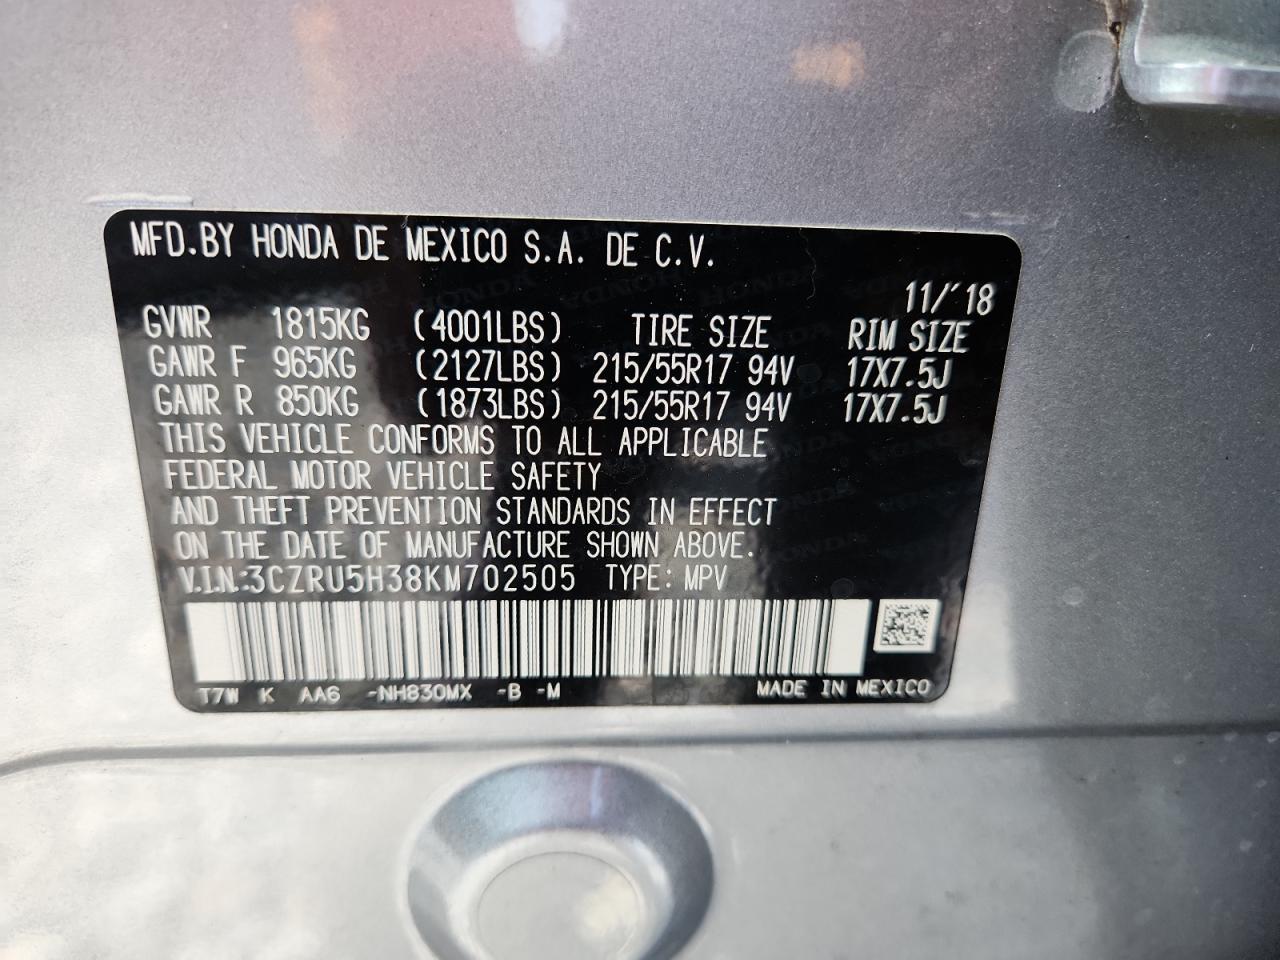 MFD.BY HONDA DE MEXICO S.A. DE C.V.
11/'18
GVWR 1815KG (4001LBS) TIRE SIZE RIM SIZE
GAWR F 965KG (2127LBS) 215/55R17 94V 17X7.5J
GAWR R 850KG (1873LBS) 215/55R17 94V 17X7.5J
THIS VEHICLE CONFORMS TO ALL APPLICABLE
FEDERAL MOTOR VEHICLE SAFETY
AND THEFT PREVENTION STANDARDS IN EFFECT
ON THE DATE OF MANUFACTURE SHOWN ABOVE.
V.I.N.:3CZRU5H38KM702505 TYPE: MPV
T7W K AA6 -NH830MX -B -M MADE IN MEXICO